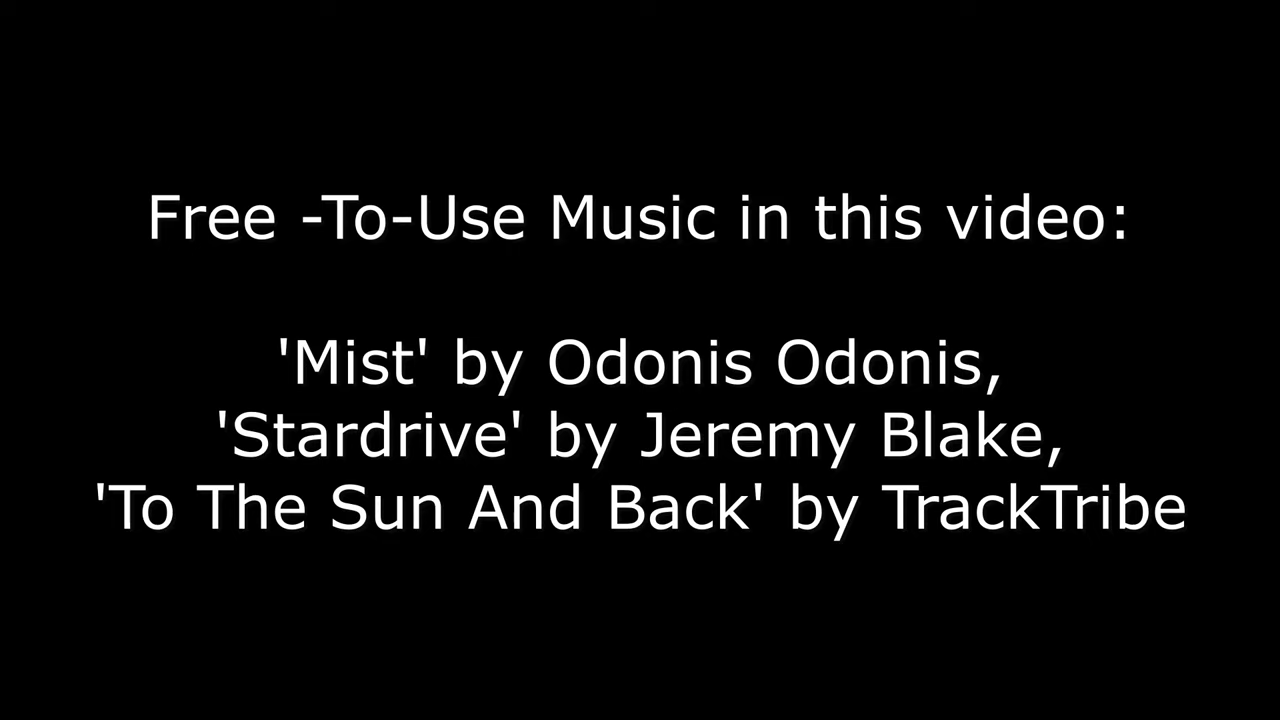 Free -To-Use Music in this video:
'Mist' by Odonis Odonis,
'Stardrive' by Jeremy Blake,
'To The Sun And Back' by TrackTribe